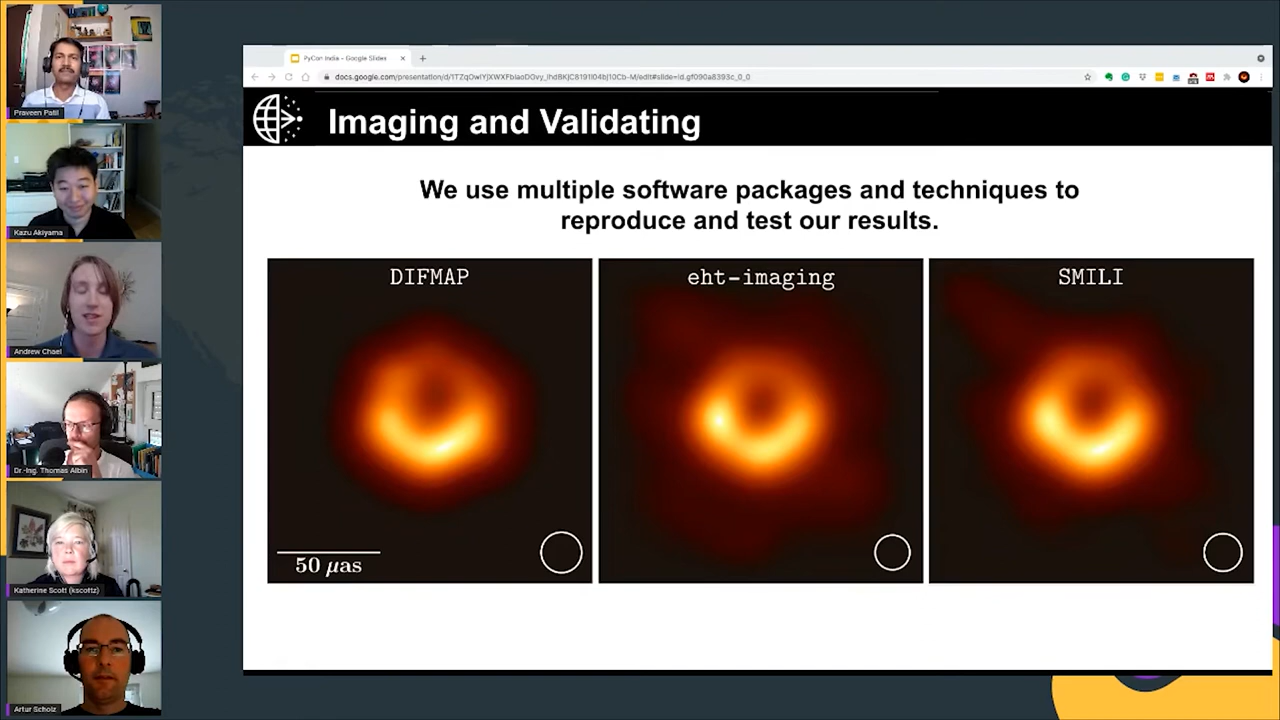 Praveen Patil
Kazu Akiyama
Andrew Chael
Dr.-Ing. Thomas Albin
Katherine Scott (kscottz)
Artur Scholz
PyCon India - Google Slides
Imaging and Validating
We use multiple software packages and techniques to
reproduce and test our results.
DIFMAP
eht-imaging
SMILI
50 μas